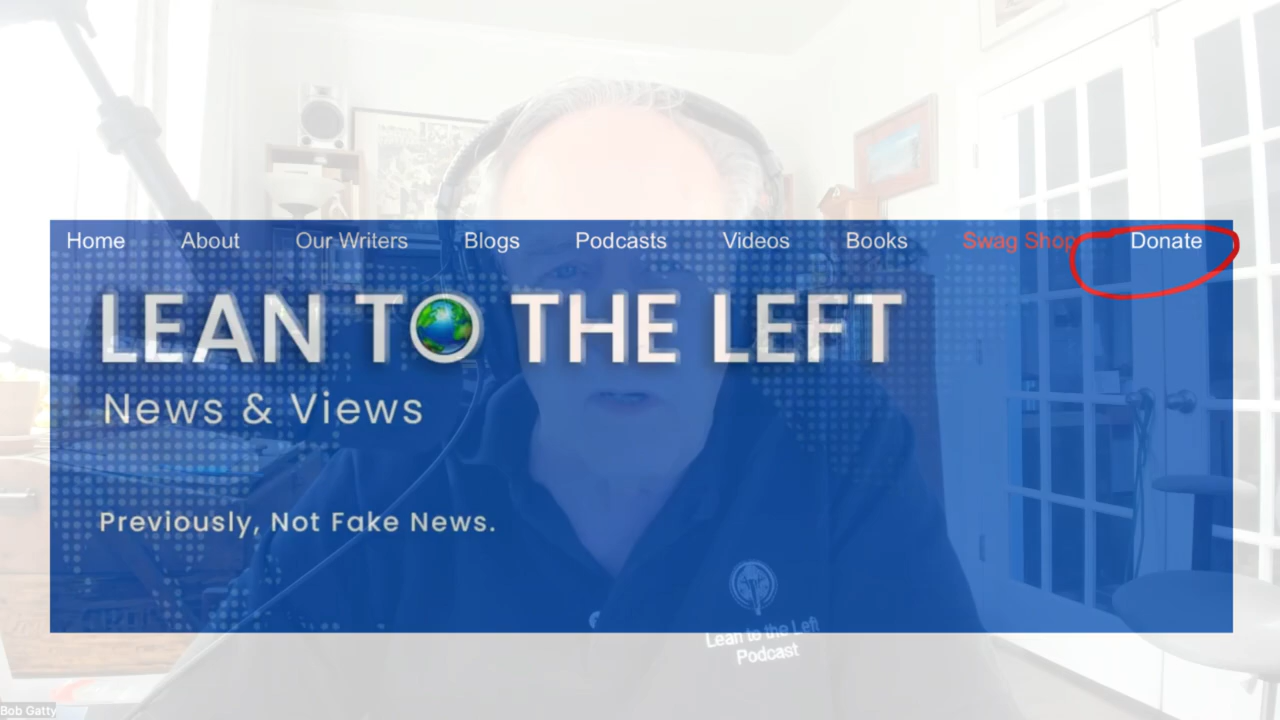 Home About Our Writers Blogs Podcasts Videos Books Swag Shop Donate
LEAN TO THE LEFT
News & Views
Previously, Not Fake News.
Lean to the Left
Podcast
Bob Gatty